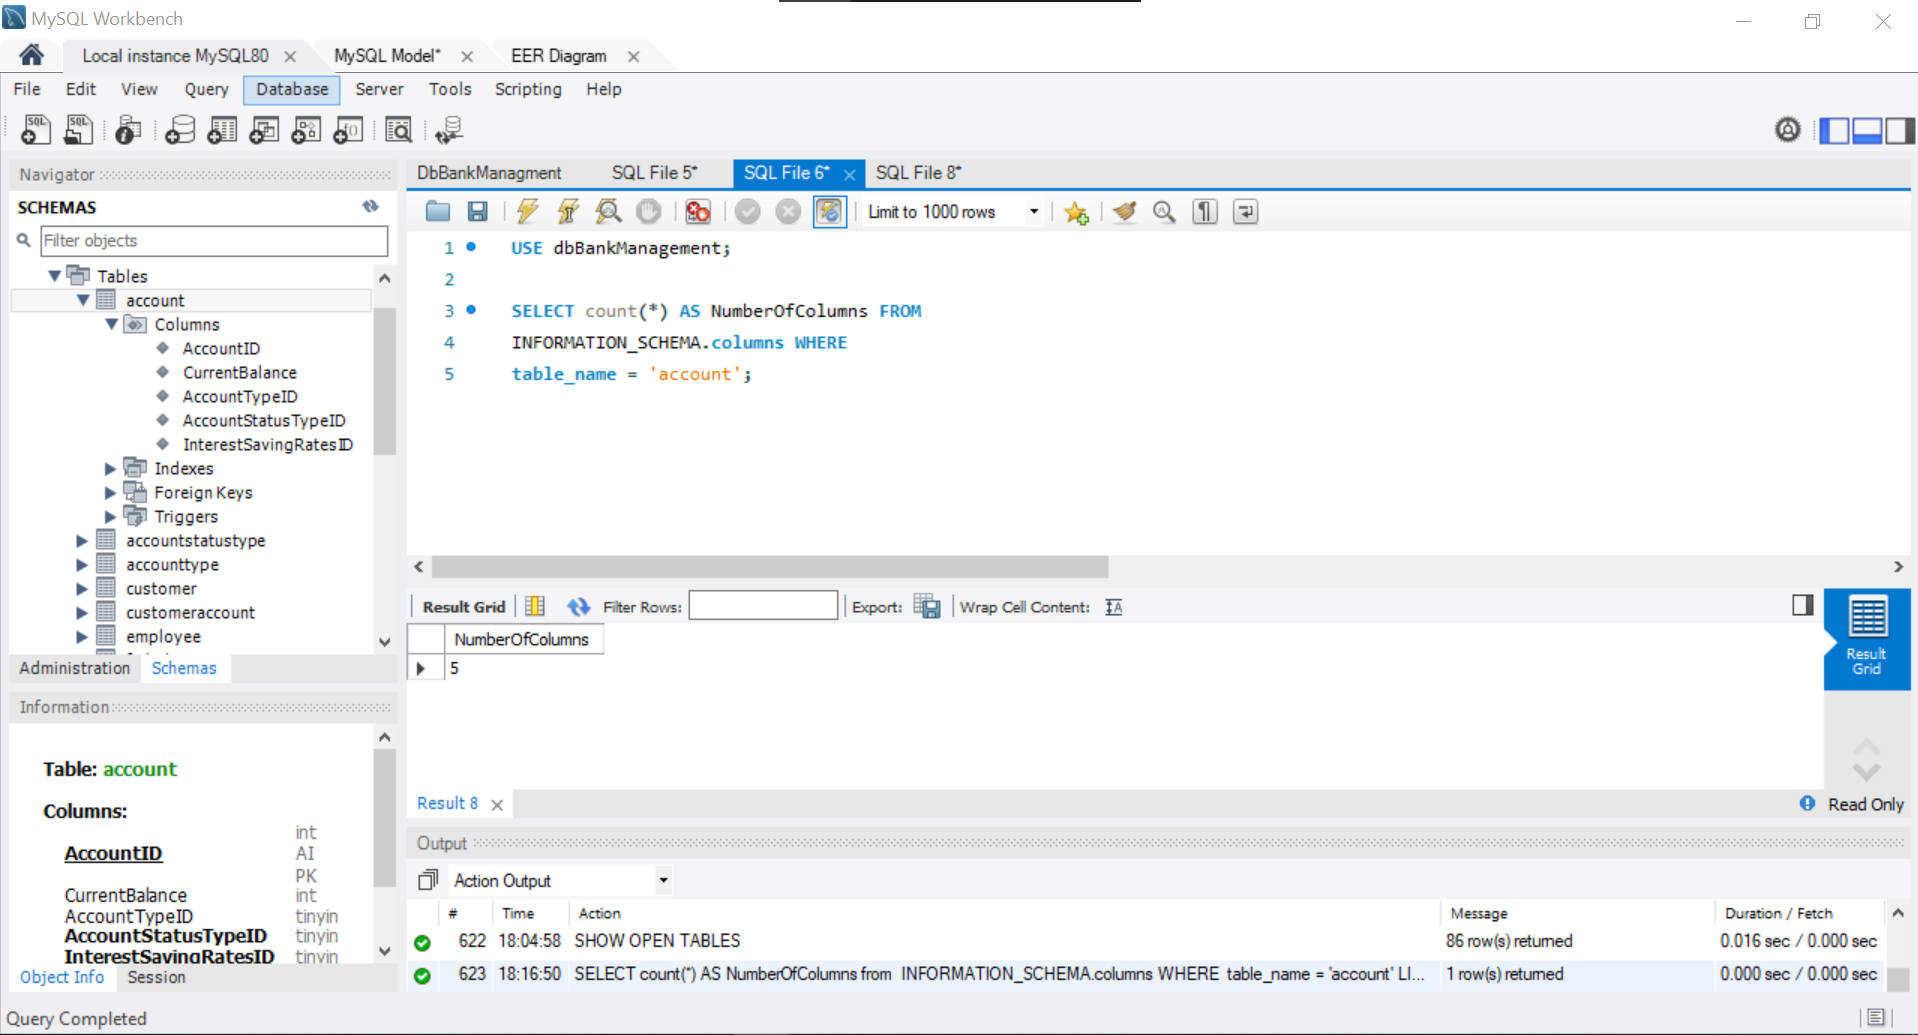 MySQL Workbench
Local instance MySQL80
MySQL Model*
EER Diagram
File Edit View Query Database Server Tools Scripting Help
Navigator
SCHEMAS
Filter objects
Tables
account
Columns
AccountID
CurrentBalance
AccountTypeID
AccountStatusTypeID
InterestSavingRatesID
Indexes
Foreign Keys
Triggers
accountstatustype
accounttype
customer
customeraccount
employee
Administration Schemas
Information
Table: account
Columns:
int
AccountID AI
PK
CurrentBalance int
AccountTypeID tinyin
AccountStatusTypeID tinyin
InterestSavingRatesID tinyin
Object Info Session
DbBankManagment SQL File 5* SQL File 6* SQL File 8*
Limit to 1000 rows
1 USE dbBankManagement;
2
3 SELECT count(*) AS NumberOfColumns FROM
4 INFORMATION_SCHEMA.columns WHERE
5 table_name = 'account';
Result Grid Filter Rows: Export: Wrap Cell Content:
NumberOfColumns
5
Result
Grid
Result 8
Read Only
Output
Action Output
# Time Action Message Duration / Fetch
622 18:04:58 SHOW OPEN TABLES 86 row(s) returned 0.016 sec / 0.000 sec
623 18:16:50 SELECT count(*) AS NumberOfColumns from INFORMATION_SCHEMA.columns WHERE table_name = 'account' LI... 1 row(s) returned 0.000 sec / 0.000 sec
Query Completed